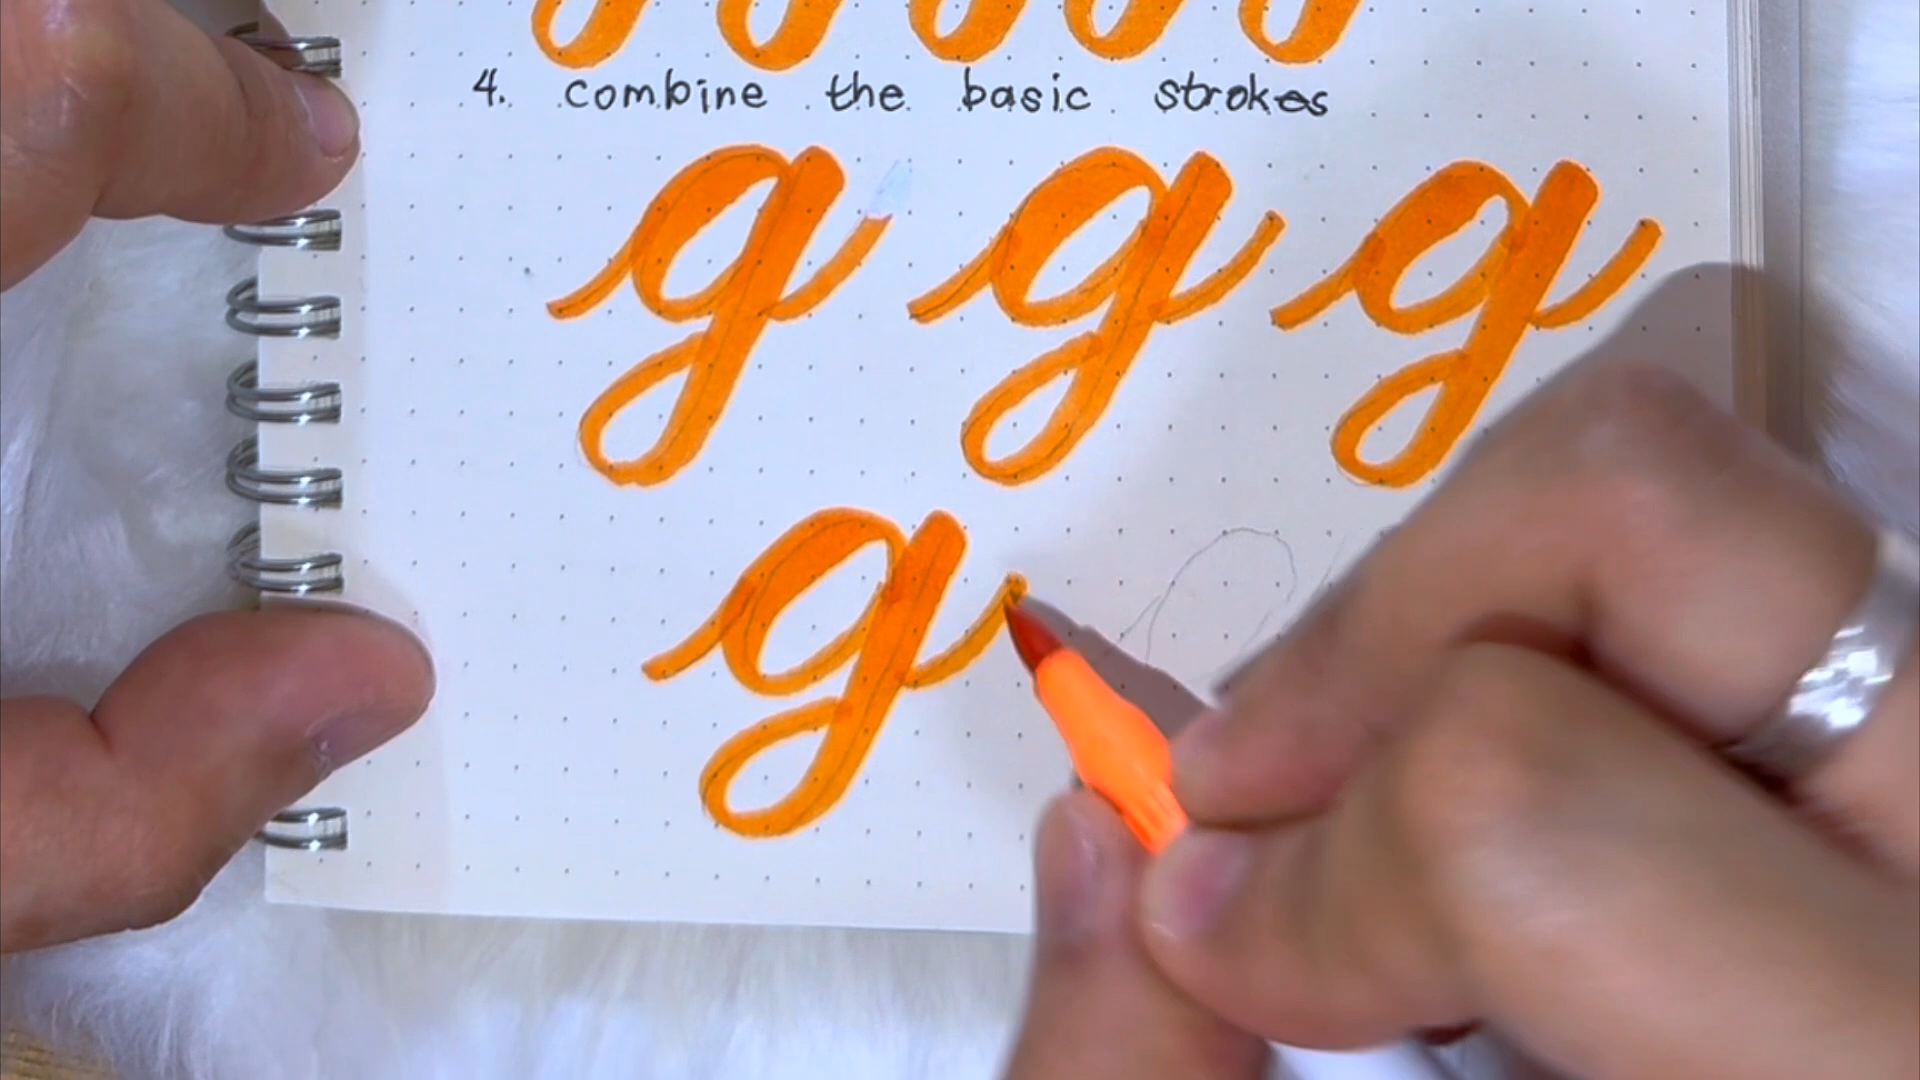 4. combine the basic strokes
g g g
g